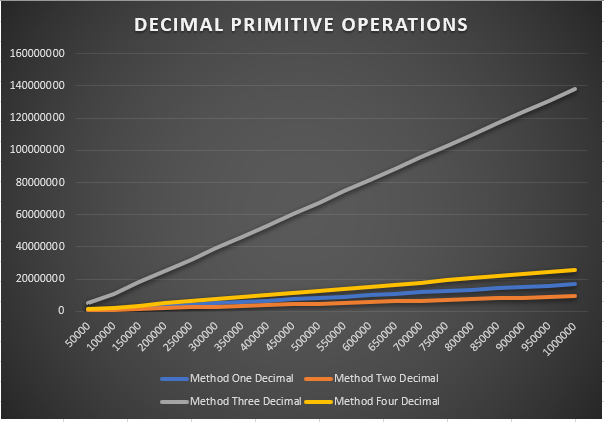 DECIMAL PRIMITIVE OPERATIONS
160000000
140000000
120000000
100000000
80000000
60000000
40000000
20000000
0
50000 100000 150000 200000 250000 300000 350000 400000 450000 500000 550000 600000 650000 700000 750000 800000 850000 900000 950000 1000000
Method One Decimal Method Two Decimal
Method Three Decimal Method Four Decimal